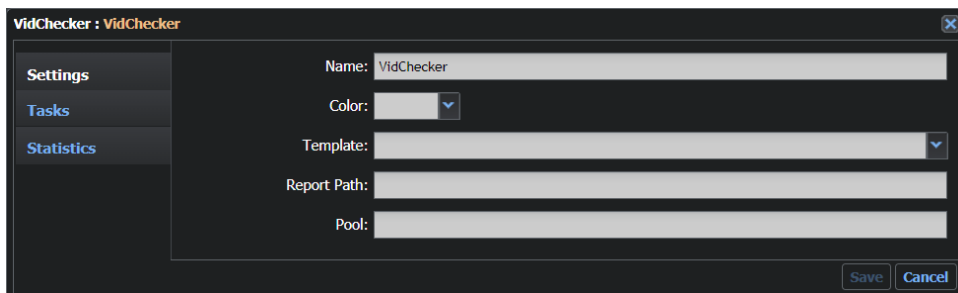 VidChecker : VidChecker
Settings
Tasks
Statistics
Name: VidChecker
Color:
Template:
Report Path:
Pool:
Save Cancel